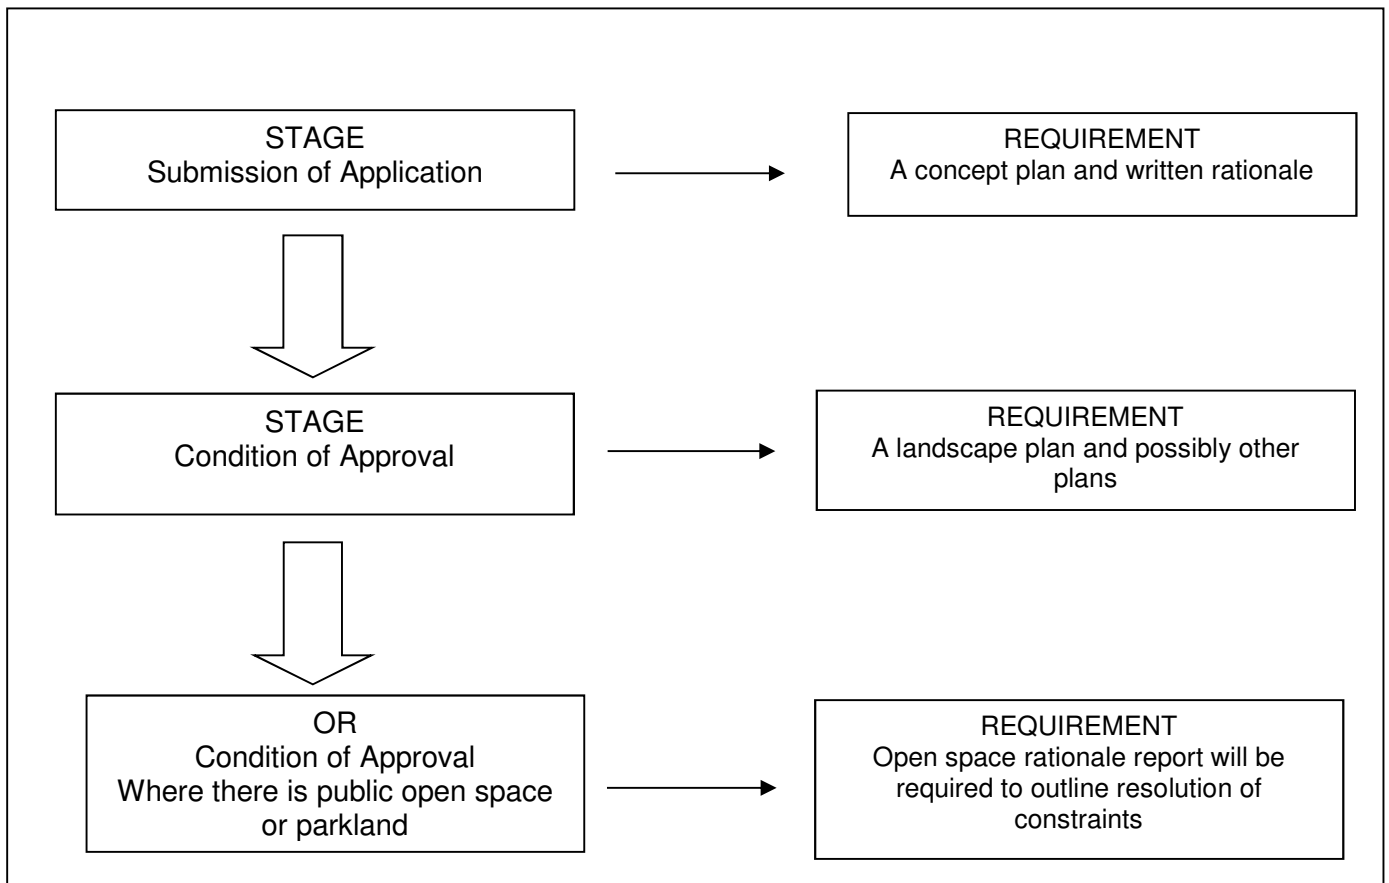 STAGE
Submission of Application
REQUIREMENT
A concept plan and written rationale
STAGE
Condition of Approval
REQUIREMENT
A landscape plan and possibly other
plans
OR
Condition of Approval
Where there is public open space
or parkland
REQUIREMENT
Open space rationale report will be
required to outline resolution of
constraints